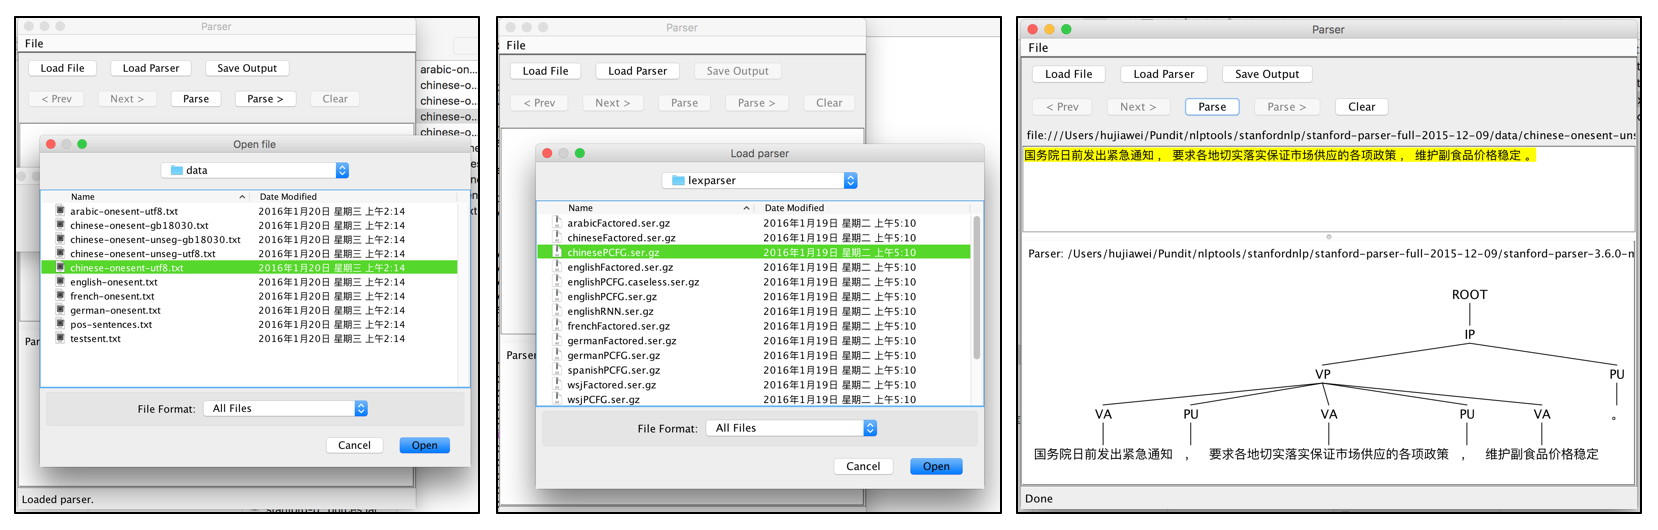 Parser
File
Load File
Load Parser
Save Output
< Prev
Next >
Parse
Parse >
Clear
arabic-on...
chinese-o...
chinese-o...
chinese-o
chinese-o
Open file
data
Name
Date Modified
arabic-onesent-utf8.txt 2016年1月20日 星期三 上午2:14
chinese-onesent-gb18030.txt 2016年1月20日 星期三 上午2:14
chinese-onesent-unseg-gb18030.txt 2016年1月20日 星期三 上午2:14
chinese-onesent-unseg-utf8.txt 2016年1月20日 星期三 上午2:14
chinese-onesent-utf8.txt 2016年1月20日 星期三 上午2:14
english-onesent.txt 2016年1月20日 星期三 上午2:14
french-onesent.txt 2016年1月20日 星期三 上午2:14
german-onesent.txt 2016年1月20日 星期三 上午2:14
pos-sentences.txt 2016年1月20日 星期三 上午2:14
testsent.txt 2016年1月20日 星期三 上午2:14
Par
File Format: All Files
Cancel
Open
Loaded parser.
Parser
File
Load File
Load Parser
Save Output
< Prev
Next >
Parse
Parse >
Clear
Load parser
lexparser
Name
Date Modified
arabicFactored.ser.gz 2016年1月19日 星期二 上午5:10
chineseFactored.ser.gz 2016年1月19日 星期二 上午5:10
chinesePCFG.ser.gz 2016年1月19日 星期二 上午5:10
englishFactored.ser.gz 2016年1月19日 星期二 上午5:10
englishPCFG.caseless.ser.gz 2016年1月19日 星期二 上午5:10
englishPCFG.ser.gz 2016年1月19日 星期二 上午5:10
englishRNN.ser.gz 2016年1月19日 星期二 上午5:10
frenchFactored.ser.gz 2016年1月19日 星期二 上午5:10
germanFactored.ser.gz 2016年1月19日 星期二 上午5:10
germanPCFG.ser.gz 2016年1月19日 星期二 上午5:10
spanishPCFG.ser.gz 2016年1月19日 星期二 上午5:10
wsjFactored.ser.gz 2016年1月19日 星期二 上午5:10
wsjPCFG.ser.gz 2016年1月19日 星期二 上午5:10
Parser
File Format: All Files
Cancel
Open
Parser
File
Load File
Load Parser
Save Output
< Prev
Next >
Parse
Parse >
Clear
file:///Users/hujiawei/Pundit/nlptools/stanfordnlp/stanford-parser-full-2015-12-09/data/chinese-onesent-uns
国务院日前发出紧急通知 ， 要求各地切实落实保证市场供应的各项政策 ， 维护副食品价格稳定 。
Parser: /Users/hujiawei/Pundit/nlptools/stanfordnlp/stanford-parser-full-2015-12-09/stanford-parser-3.6.0-m
ROOT
IP
VP PU
VA PU VA PU VA 。
国务院日前发出紧急通知 ， 要求各地切实落实保证市场供应的各项政策 ， 维护副食品价格稳定
Done